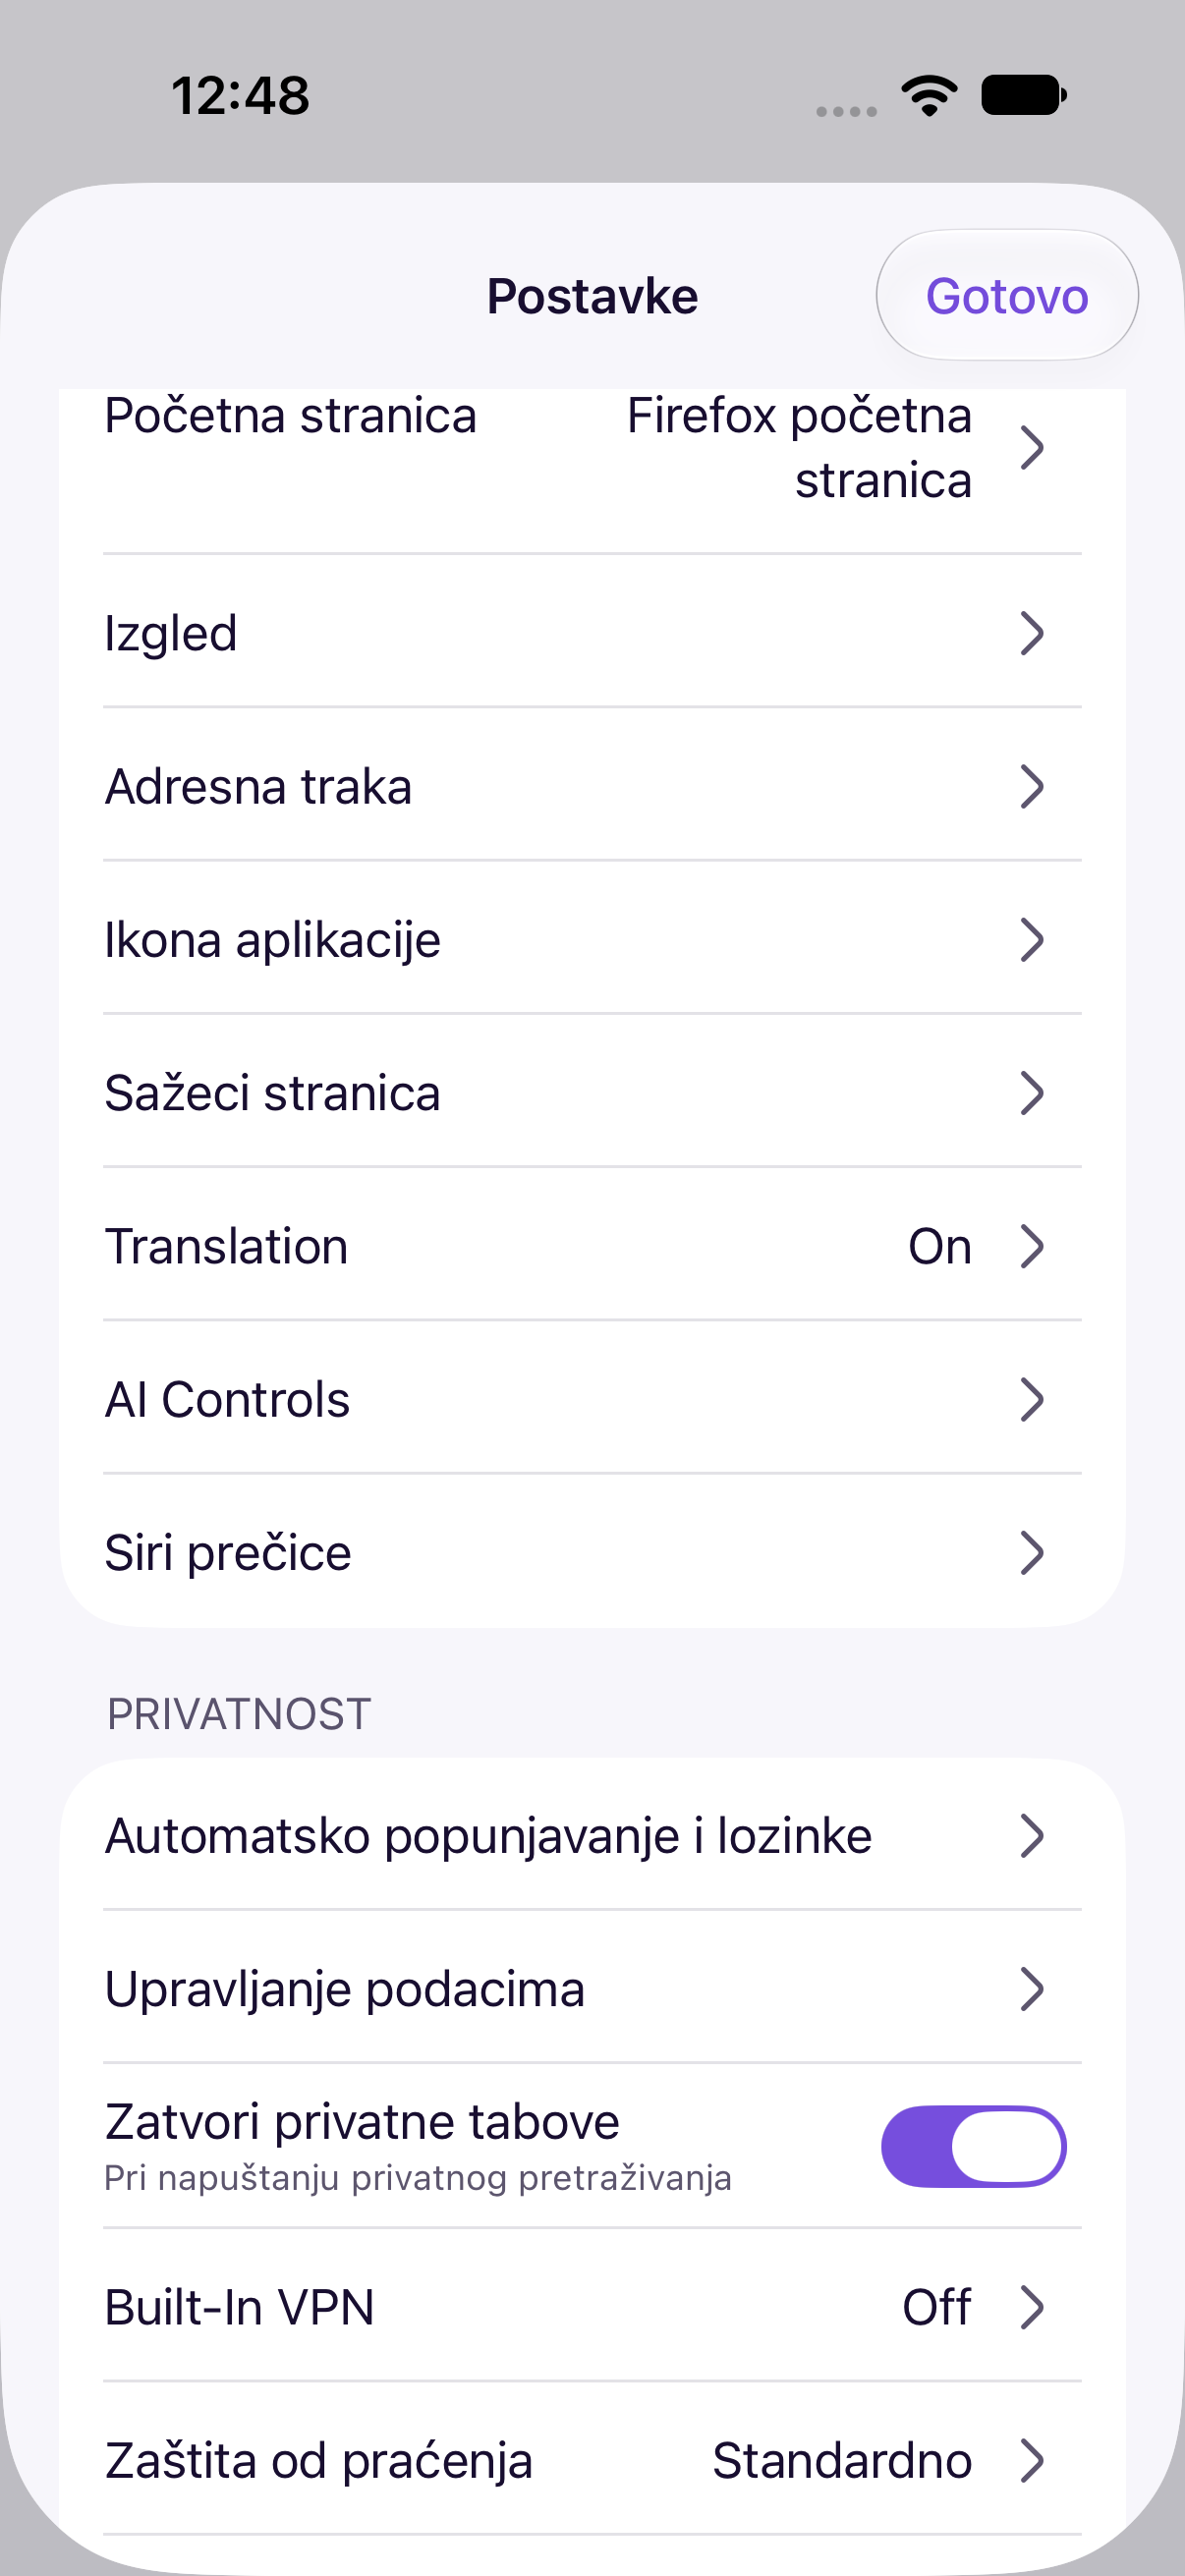 12:48
Postavke
Gotovo
Početna stranica
Firefox početna
stranica
Izgled
Adresna traka
Ikona aplikacije
Sažeci stranica
Translation
On
AI Controls
Siri prečice
PRIVATNOST
Automatsko popunjavanje i lozinke
Upravljanje podacima
Zatvori privatne tabove
Pri napuštanju privatnog pretraživanja
Built-In VPN
Off
Zaštita od praćenja
Standardno